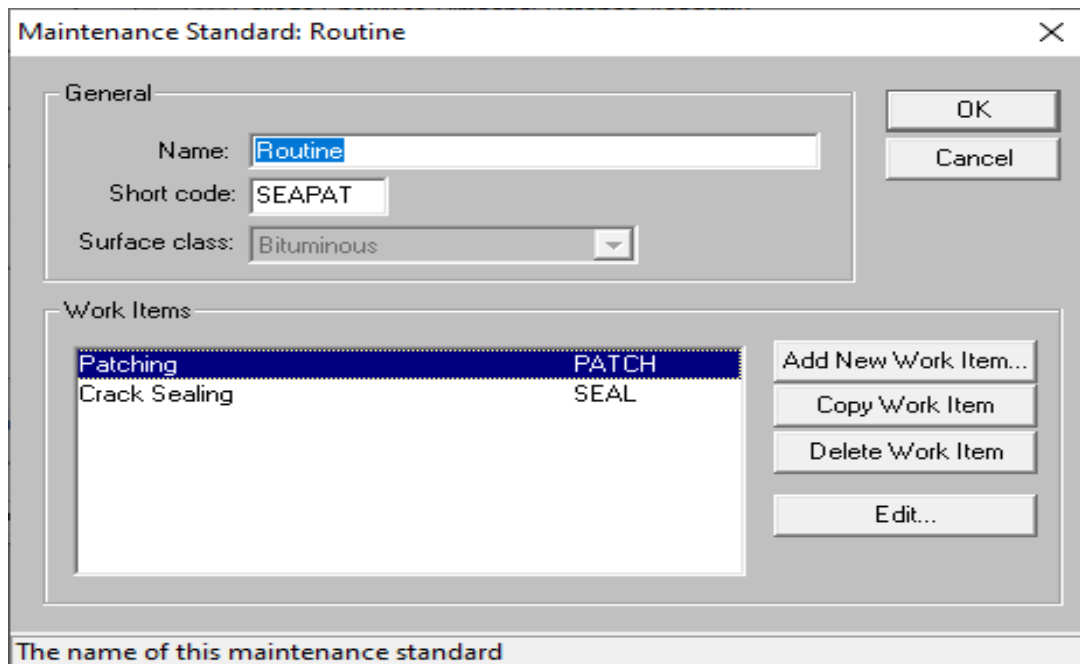 Maintenance Standard: Routine
General
Name: Routine
Short code: SEAPAT
Surface class: Bituminous
OK
Cancel
Work Items
Patching PATCH
Crack Sealing SEAL
Add New Work Item...
Copy Work Item
Delete Work Item
Edit...
The name of this maintenance standard